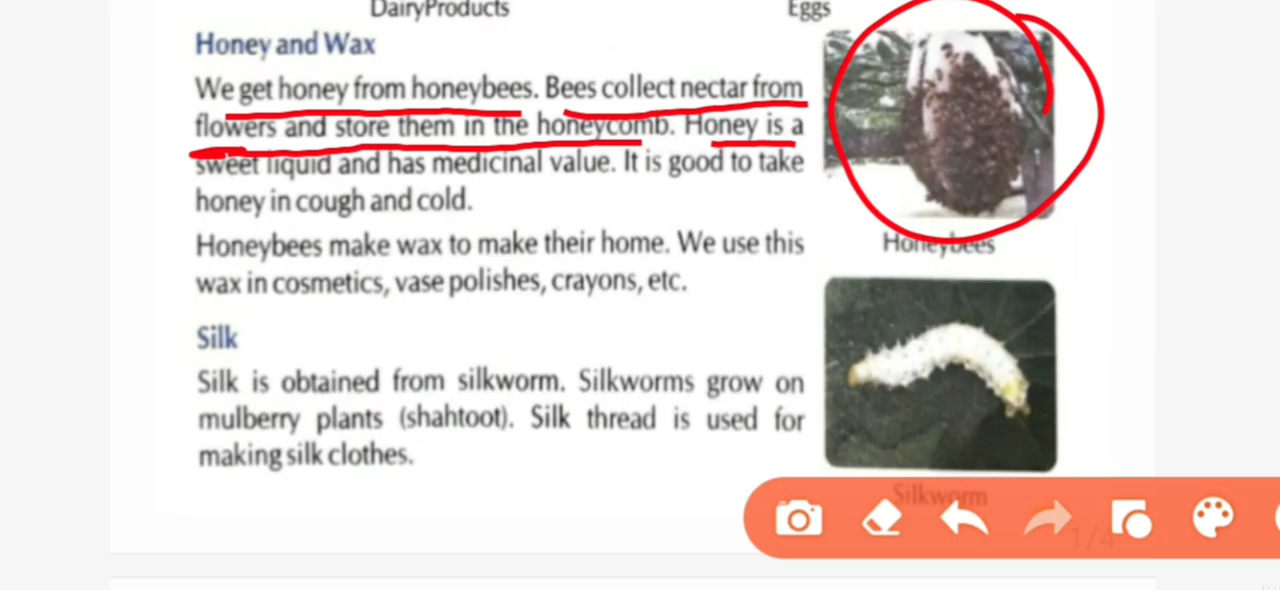 DairyProducts
Eggs
Honey and Wax
We get honey from honeybees. Bees collect nectar from
flowers and store them in the honeycomb. Honey is a
sweet liquid and has medicinal value. It is good to take
honey in cough and cold.
Honeybees
Honeybees make wax to make their home. We use this
wax in cosmetics, vase polishes, crayons, etc.
Silk
Silk is obtained from silkworm. Silkworms grow on
mulberry plants (shahtoot). Silk thread is used for
making silk clothes.
Silkworm
1/4